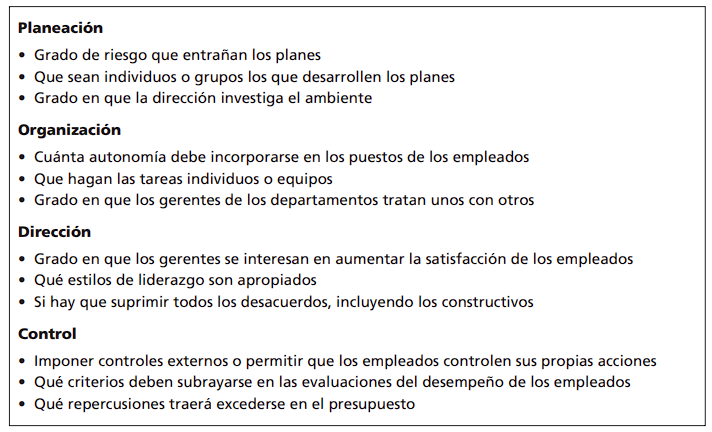 Planeación
• Grado de riesgo que entrañan los planes
• Que sean individuos o grupos los que desarrollen los planes
• Grado en que la dirección investiga el ambiente
Organización
• Cuánta autonomía debe incorporarse en los puestos de los empleados
• Que hagan las tareas individuos o equipos
• Grado en que los gerentes de los departamentos tratan unos con otros
Dirección
• Grado en que los gerentes se interesan en aumentar la satisfacción de los empleados
• Qué estilos de liderazgo son apropiados
• Si hay que suprimir todos los desacuerdos, incluyendo los constructivos
Control
• Imponer controles externos o permitir que los empleados controlen sus propias acciones
• Qué criterios deben subrayarse en las evaluaciones del desempeño de los empleados
• Qué repercusiones traerá excederse en el presupuesto